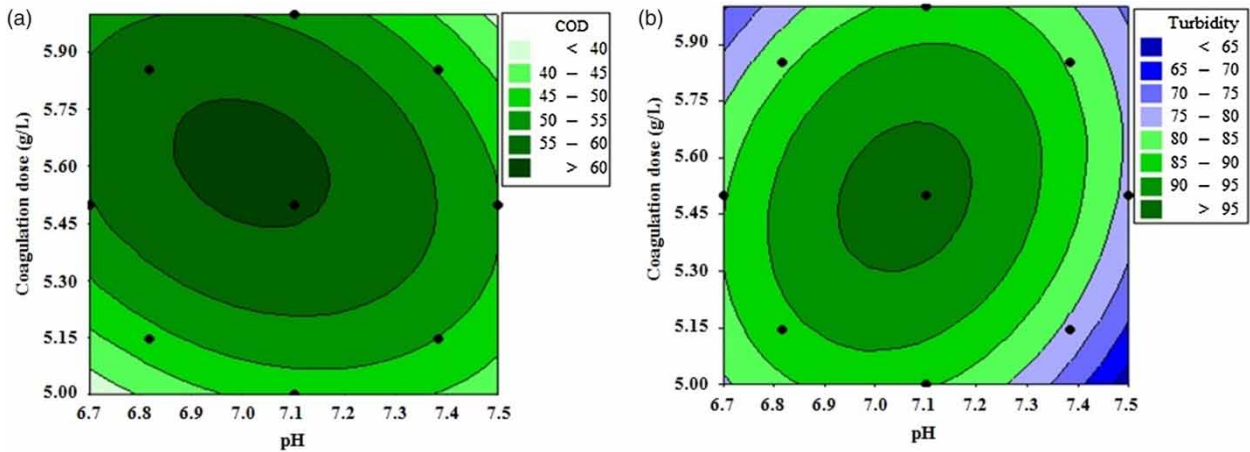 (a)
COD
< 40
40 – 45
45 – 50
50 – 55
55 – 60
> 60
Coagulation dose (g/L)
5.90
5.75
5.60
5.45
5.30
5.15
5.00
6.7 6.8 6.9 7.0 7.1 7.2 7.3 7.4 7.5
pH
(b)
Turbidity
< 65
65 – 70
70 – 75
75 – 80
80 – 85
85 – 90
90 – 95
> 95
Coagulation dose (g/L)
5.90
5.75
5.60
5.45
5.30
5.15
5.00
6.7 6.8 6.9 7.0 7.1 7.2 7.3 7.4 7.5
pH